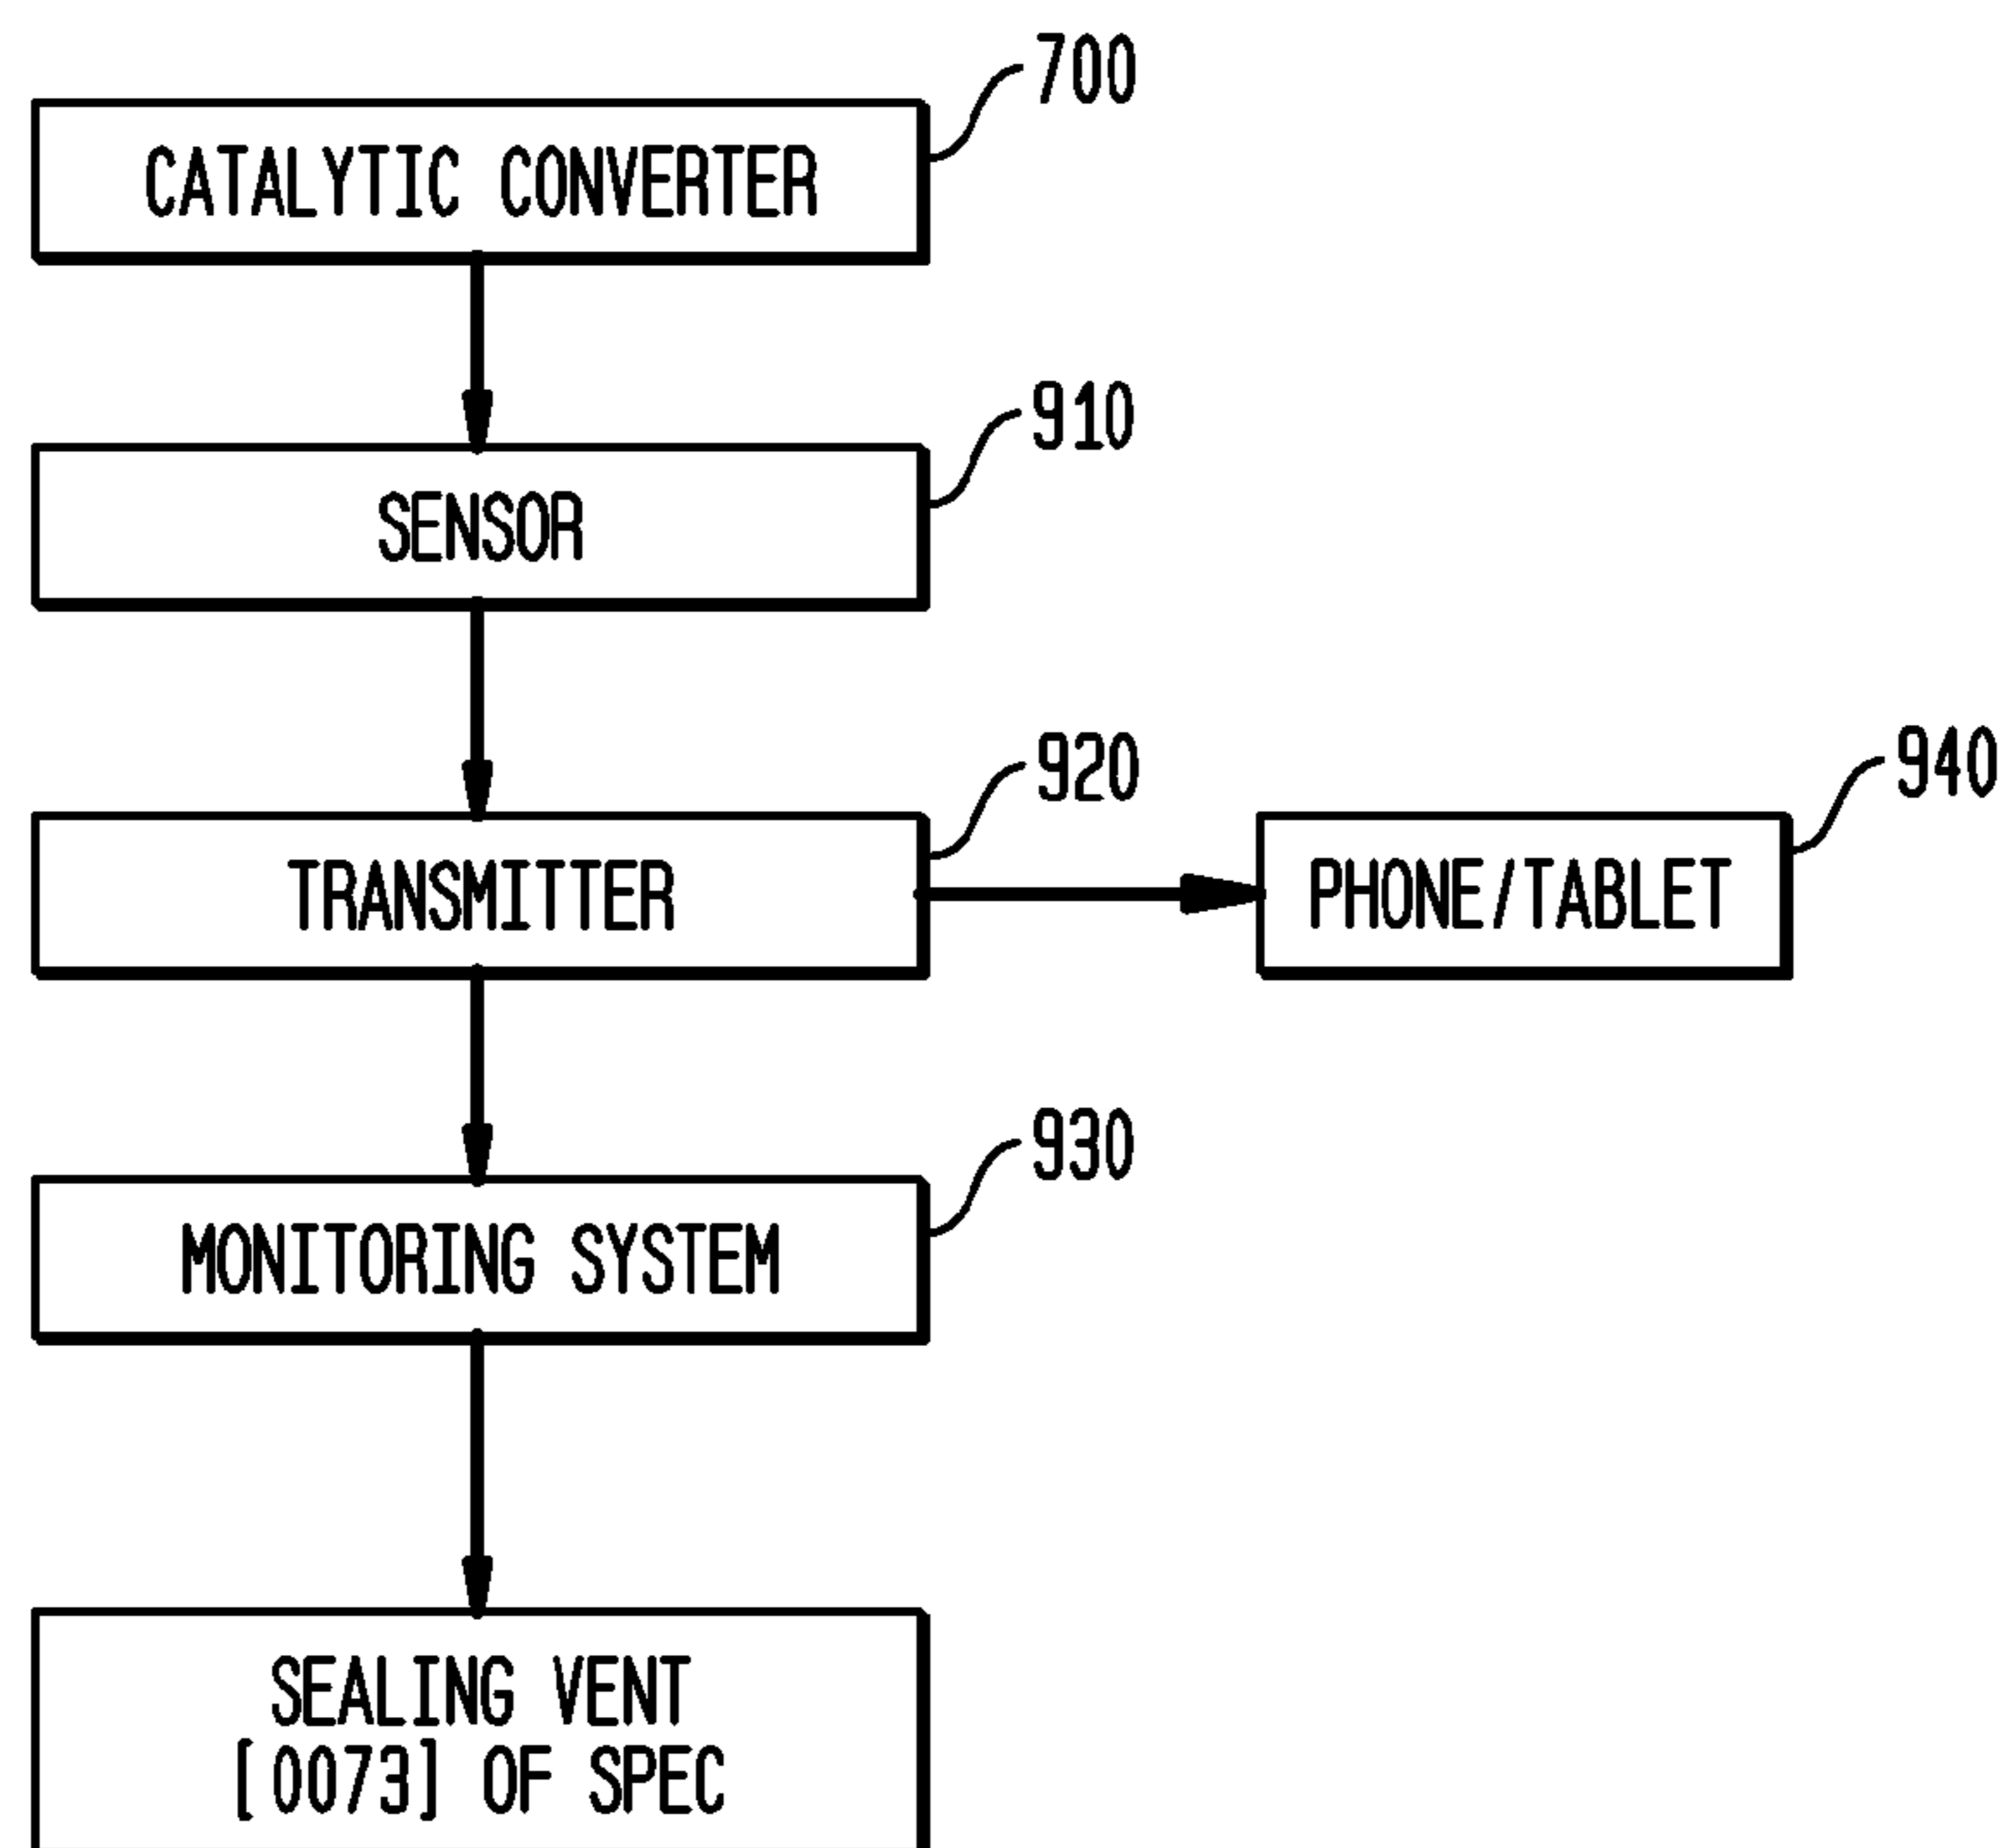 700
CATALYTIC CONVERTER
910
SENSOR
920
940
TRANSMITTER
PHONE/TABLET
930
MONITORING SYSTEM
SEALING VENT
[0073] OF SPEC